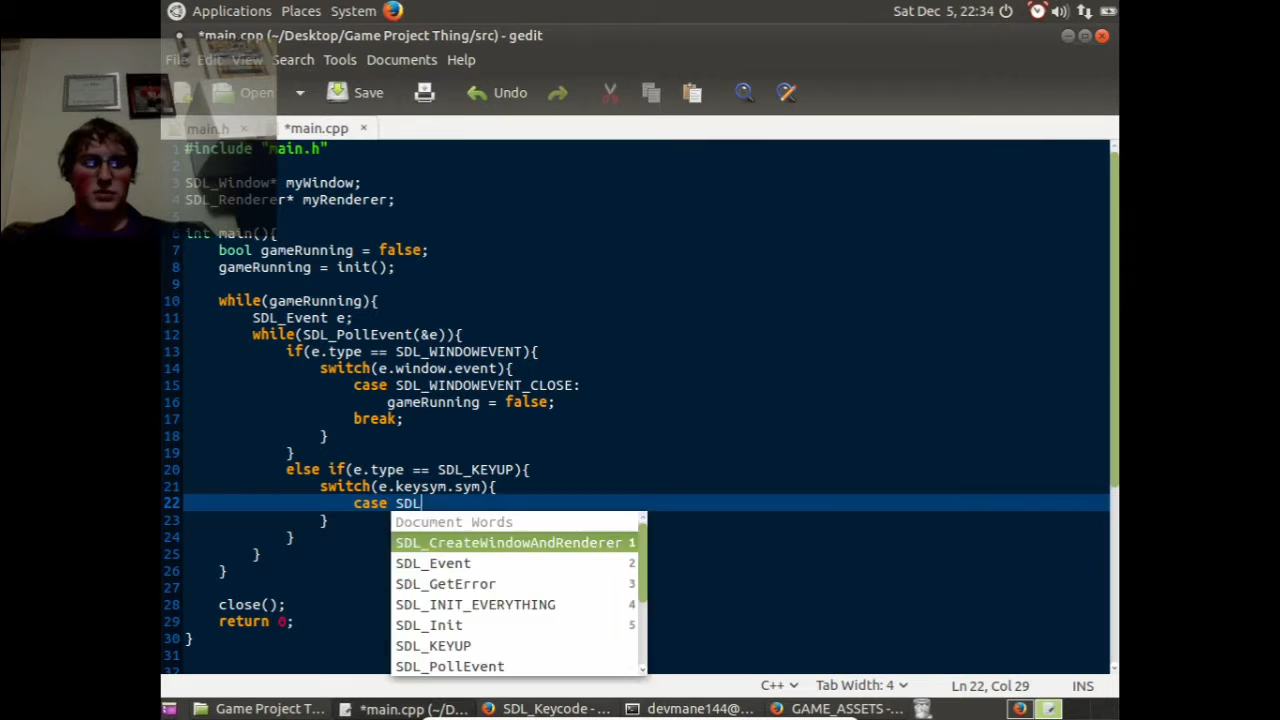 Applications Places System Sat Dec 5, 22:34
*main.cpp (~/Desktop/Game Project Thing/src) - gedit
File Edit View Search Tools Documents Help
Open Save Undo
main.h × *main.cpp ×
1 #include "main.h"
2
3 SDL_Window* myWindow;
4 SDL_Renderer* myRenderer;
5
6 int main(){
7 bool gameRunning = false;
8 gameRunning = init();
9
10 while(gameRunning){
11 SDL_Event e;
12 while(SDL_PollEvent(&e)){
13 if(e.type == SDL_WINDOWEVENT){
14 switch(e.window.event){
15 case SDL_WINDOWEVENT_CLOSE:
16 gameRunning = false;
17 break;
18 }
19 }
20 else if(e.type == SDL_KEYUP){
21 switch(e.keysym.sym){
22 case SDL
Document Words
23 }
SDL_CreateWindowAndRenderer 1
24 }
25 }
SDL_Event 2
26 }
SDL_GetError 3
27
28 close();
SDL_INIT_EVERYTHING 4
29 return 0;
SDL_Init 5
30 }
SDL_KEYUP
31
SDL_PollEvent
32
C++ Tab Width: 4 Ln 22, Col 29 INS
Game Project T... *main.cpp (~/D... SDL_Keycode - ... devmane144@... GAME_ASSETS -...